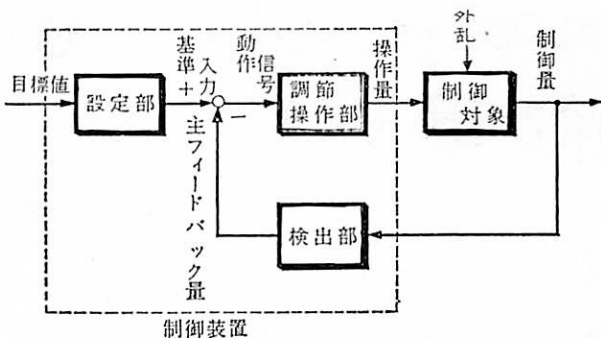 目標値
設定部
基準入力
+
−
動作信号
調節
操作部
操作量
外乱
制御
対象
制御量
主フィードバック量
検出部
制御装置